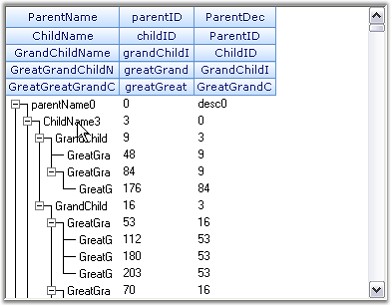 ParentName parentID ParentDec
ChildName childID ParentID
GrandChildName grandChildI ChildID
GreatGrandChildN greatGrand GrandChildI
GreatGreatGrandC greatGreat GreatGrandC
parentName0 0 desc0
ChildName3 3 0
GrandChild 9 3
GreatGra 48 9
GreatGra 84 9
GreatG 176 84
GrandChild 16 3
GreatGra 53 16
GreatG 112 53
GreatG 180 53
GreatG 203 53
GreatGra 70 16